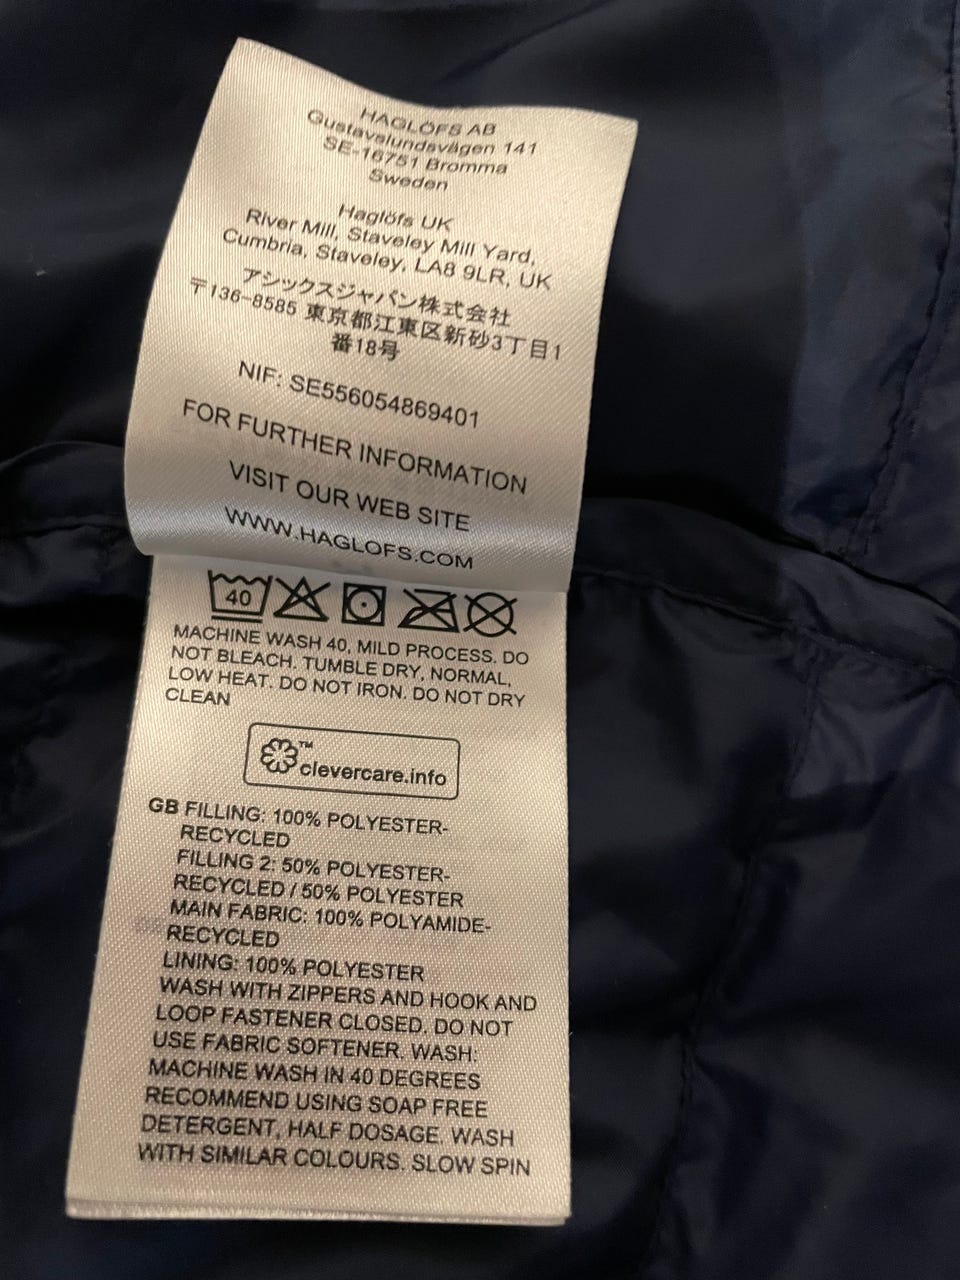 HAGLÖFS AB
Gustavslundsvägen 141
SE-16751 Bromma
Sweden
Haglöfs UK
River Mill, Staveley Mill Yard,
Cumbria, Staveley, LA8 9LR, UK
アシックスジャパン株式会社
〒136-8585 東京都江東区新砂3丁目1
番18号
NIF: SE556054869401
FOR FURTHER INFORMATION
VISIT OUR WEB SITE
WWW.HAGLOFS.COM
40
MACHINE WASH 40, MILD PROCESS. DO
NOT BLEACH. TUMBLE DRY, NORMAL,
LOW HEAT. DO NOT IRON. DO NOT DRY
CLEAN
™
clevercare.info
GB FILLING: 100% POLYESTER-
RECYCLED
FILLING 2: 50% POLYESTER-
RECYCLED / 50% POLYESTER
MAIN FABRIC: 100% POLYAMIDE-
RECYCLED
LINING: 100% POLYESTER
WASH WITH ZIPPERS AND HOOK AND
LOOP FASTENER CLOSED. DO NOT
USE FABRIC SOFTENER. WASH:
MACHINE WASH IN 40 DEGREES
RECOMMEND USING SOAP FREE
DETERGENT, HALF DOSAGE. WASH
WITH SIMILAR COLOURS. SLOW SPIN